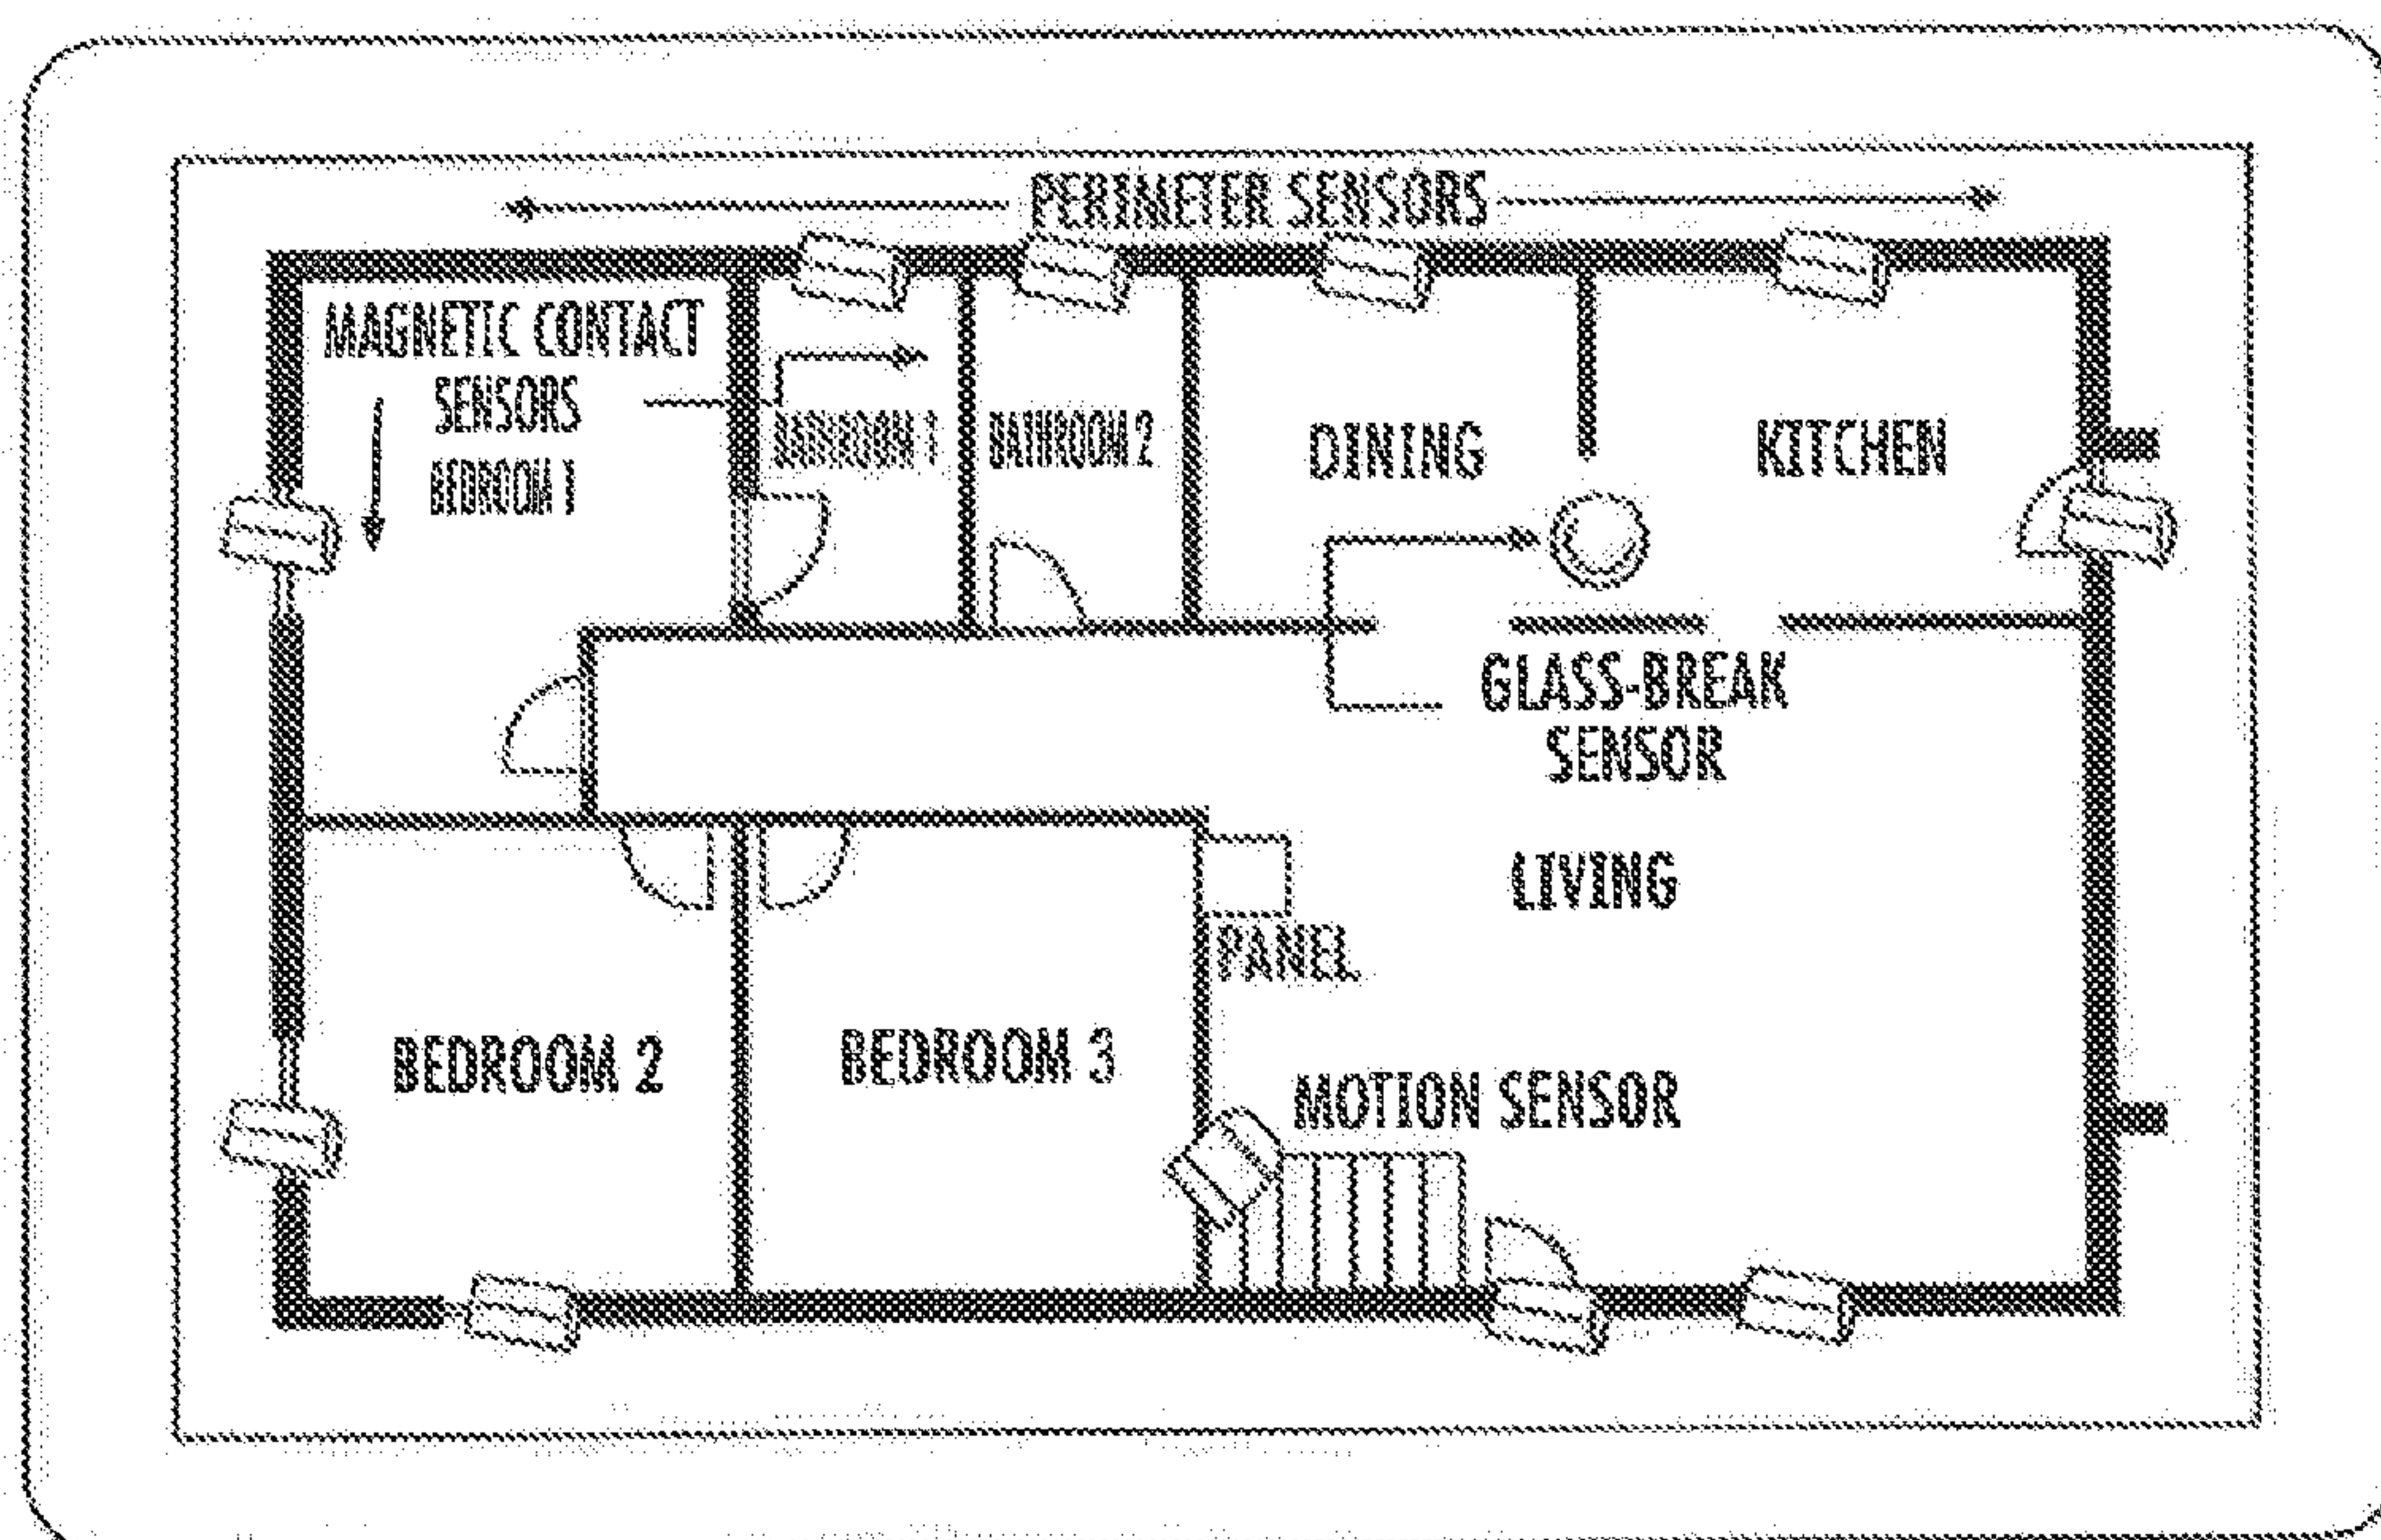 PERIMETER SENSORS
MAGNETIC CONTACT
SENSORS
BEDROOM 1
BATHROOM 1
BATHROOM 2
DINING
KITCHEN
GLASS-BREAK
SENSOR
LIVING
PANEL
BEDROOM 2
BEDROOM 3
MOTION SENSOR